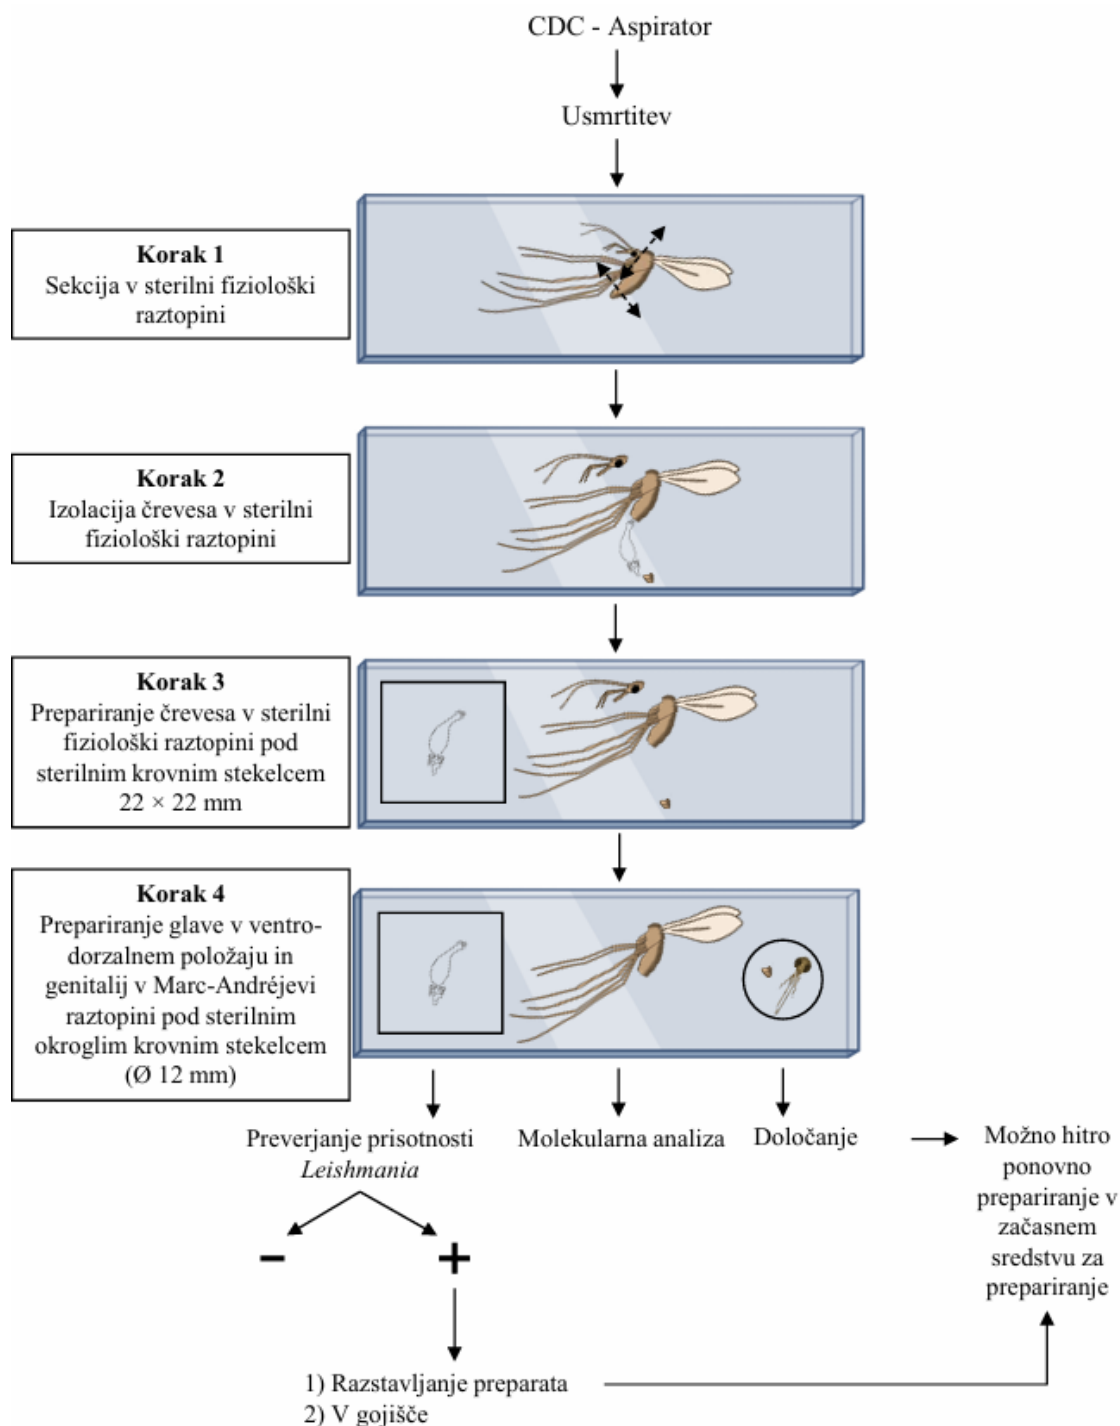 CDC - Aspirator
Usmrtitev
Korak 1
Sekcija v sterilni fiziološki
raztopini
Korak 2
Izolacija črevesa v sterilni
fiziološki raztopini
Korak 3
Prepariranje črevesa v sterilni
fiziološki raztopini pod
sterilnim krovnim stekelcem
22 × 22 mm
Korak 4
Prepariranje glave v ventro-
dorzalnem položaju in
genitalij v Marc-Andréjevi
raztopini pod sterilnim
okroglim krovnim stekelcem
(Ø 12 mm)
Preverjanje prisotnosti
Leishmania
Molekularna analiza
Določanje
Možno hitro
ponovno
prepariranje v
začasnem
sredstvu za
prepariranje
−
+
1) Razstavljanje preparata
2) V gojišče